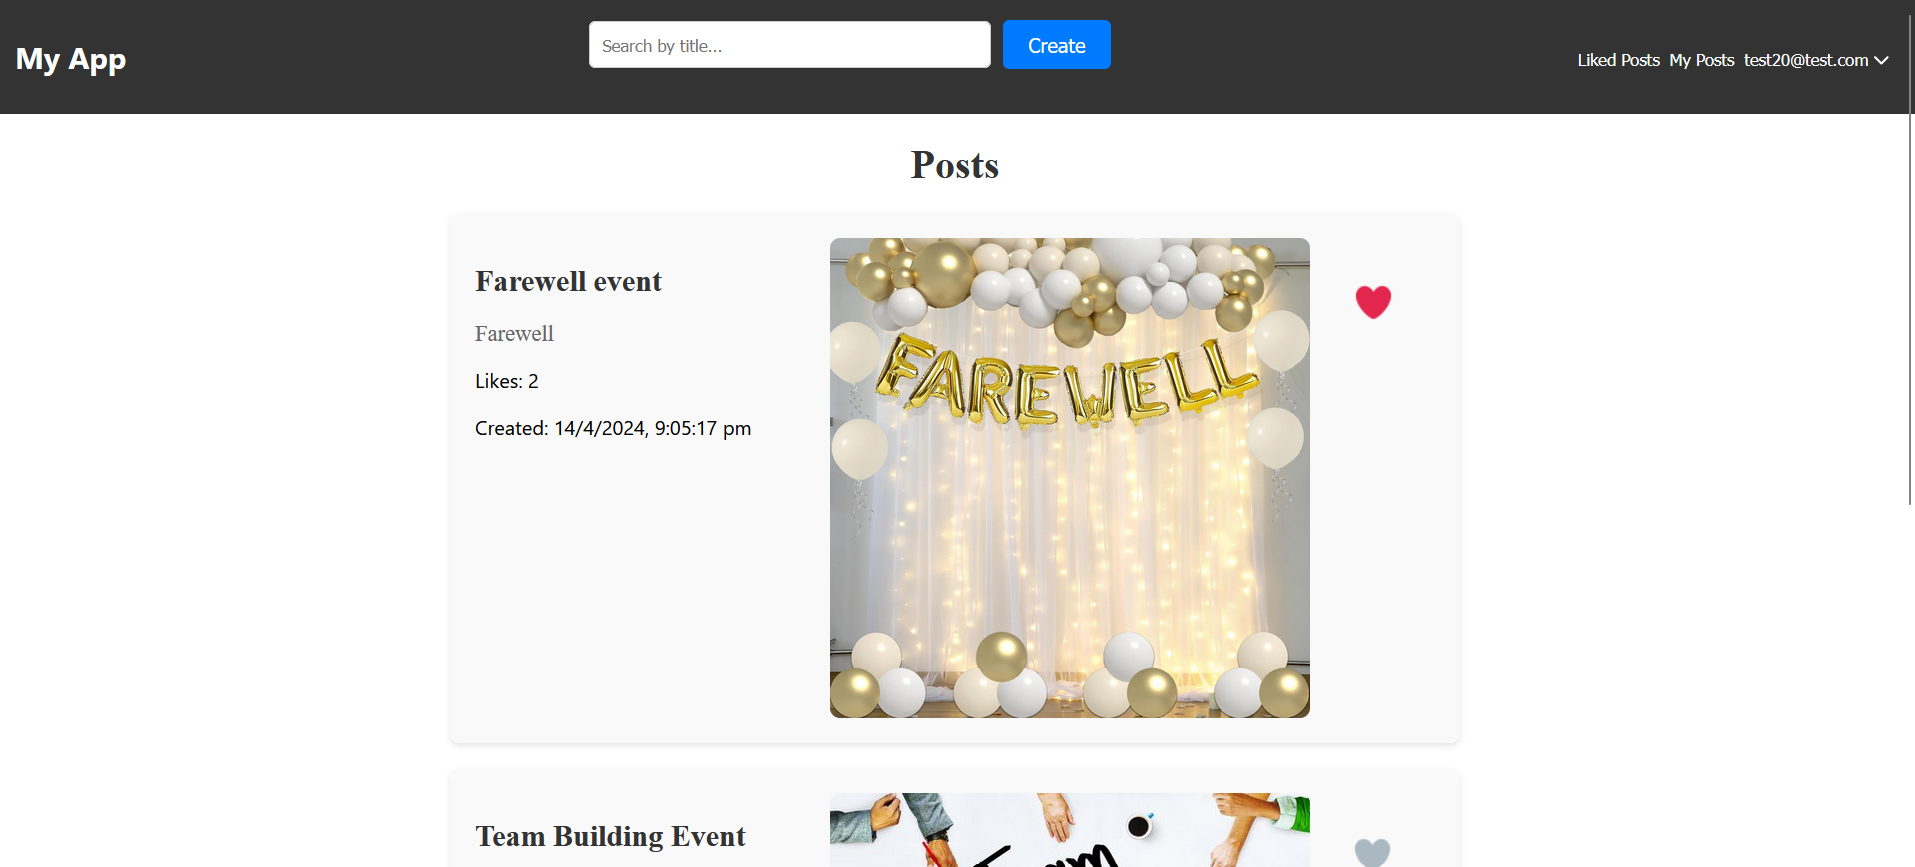 My App
Search by title...
Create
Liked Posts My Posts test20@test.com
Posts
Farewell event
Farewell
Likes: 2
Created: 14/4/2024, 9:05:17 pm
FAREWELL
Team Building Event